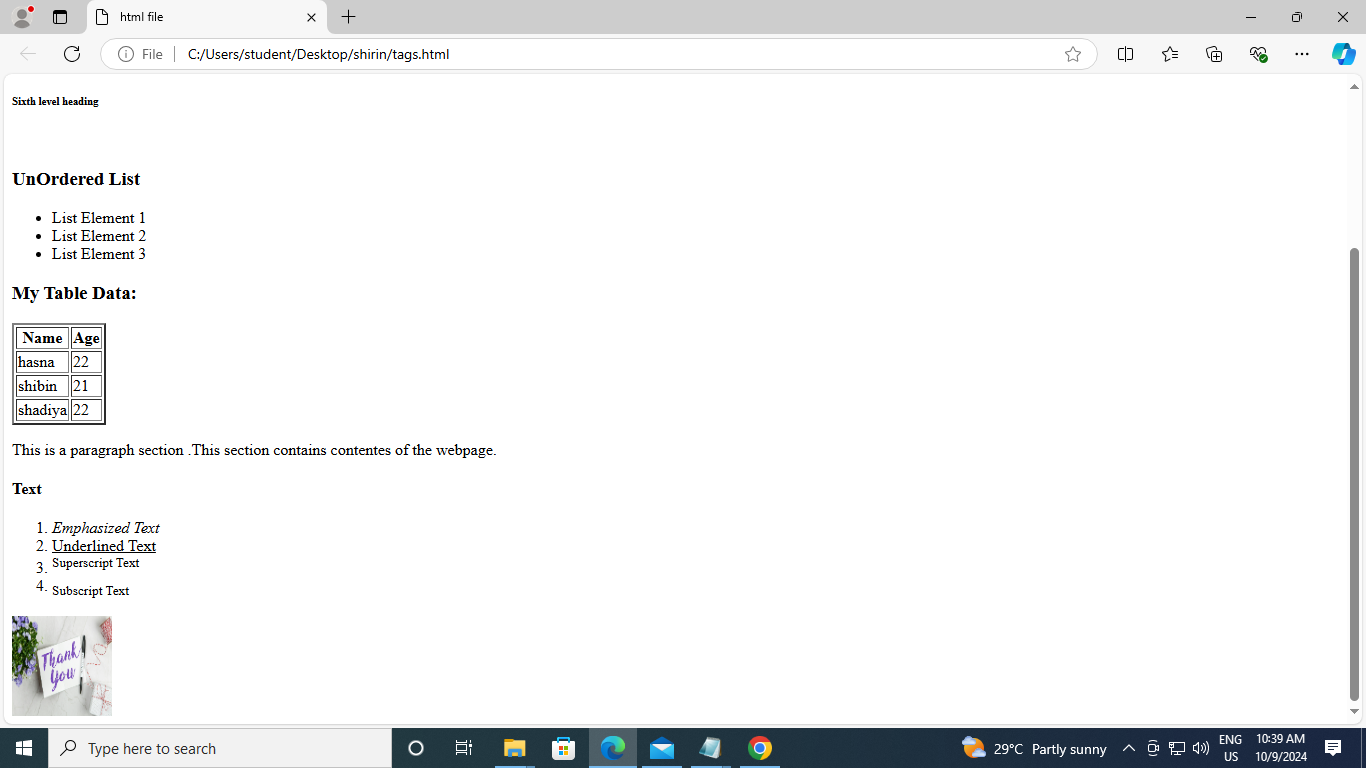 html file
File
C:/Users/student/Desktop/shirin/tags.html
Sixth level heading
UnOrdered List
• List Element 1
• List Element 2
• List Element 3
My Table Data:
Name Age
hasna 22
shibin 21
shadiya 22
This is a paragraph section .This section contains contentes of the webpage.
Text
1. Emphasized Text
2. Underlined Text
3. Superscript Text
4. Subscript Text
Thank
You
Type here to search
29°C Partly sunny
ENG
US
10:39 AM
10/9/2024